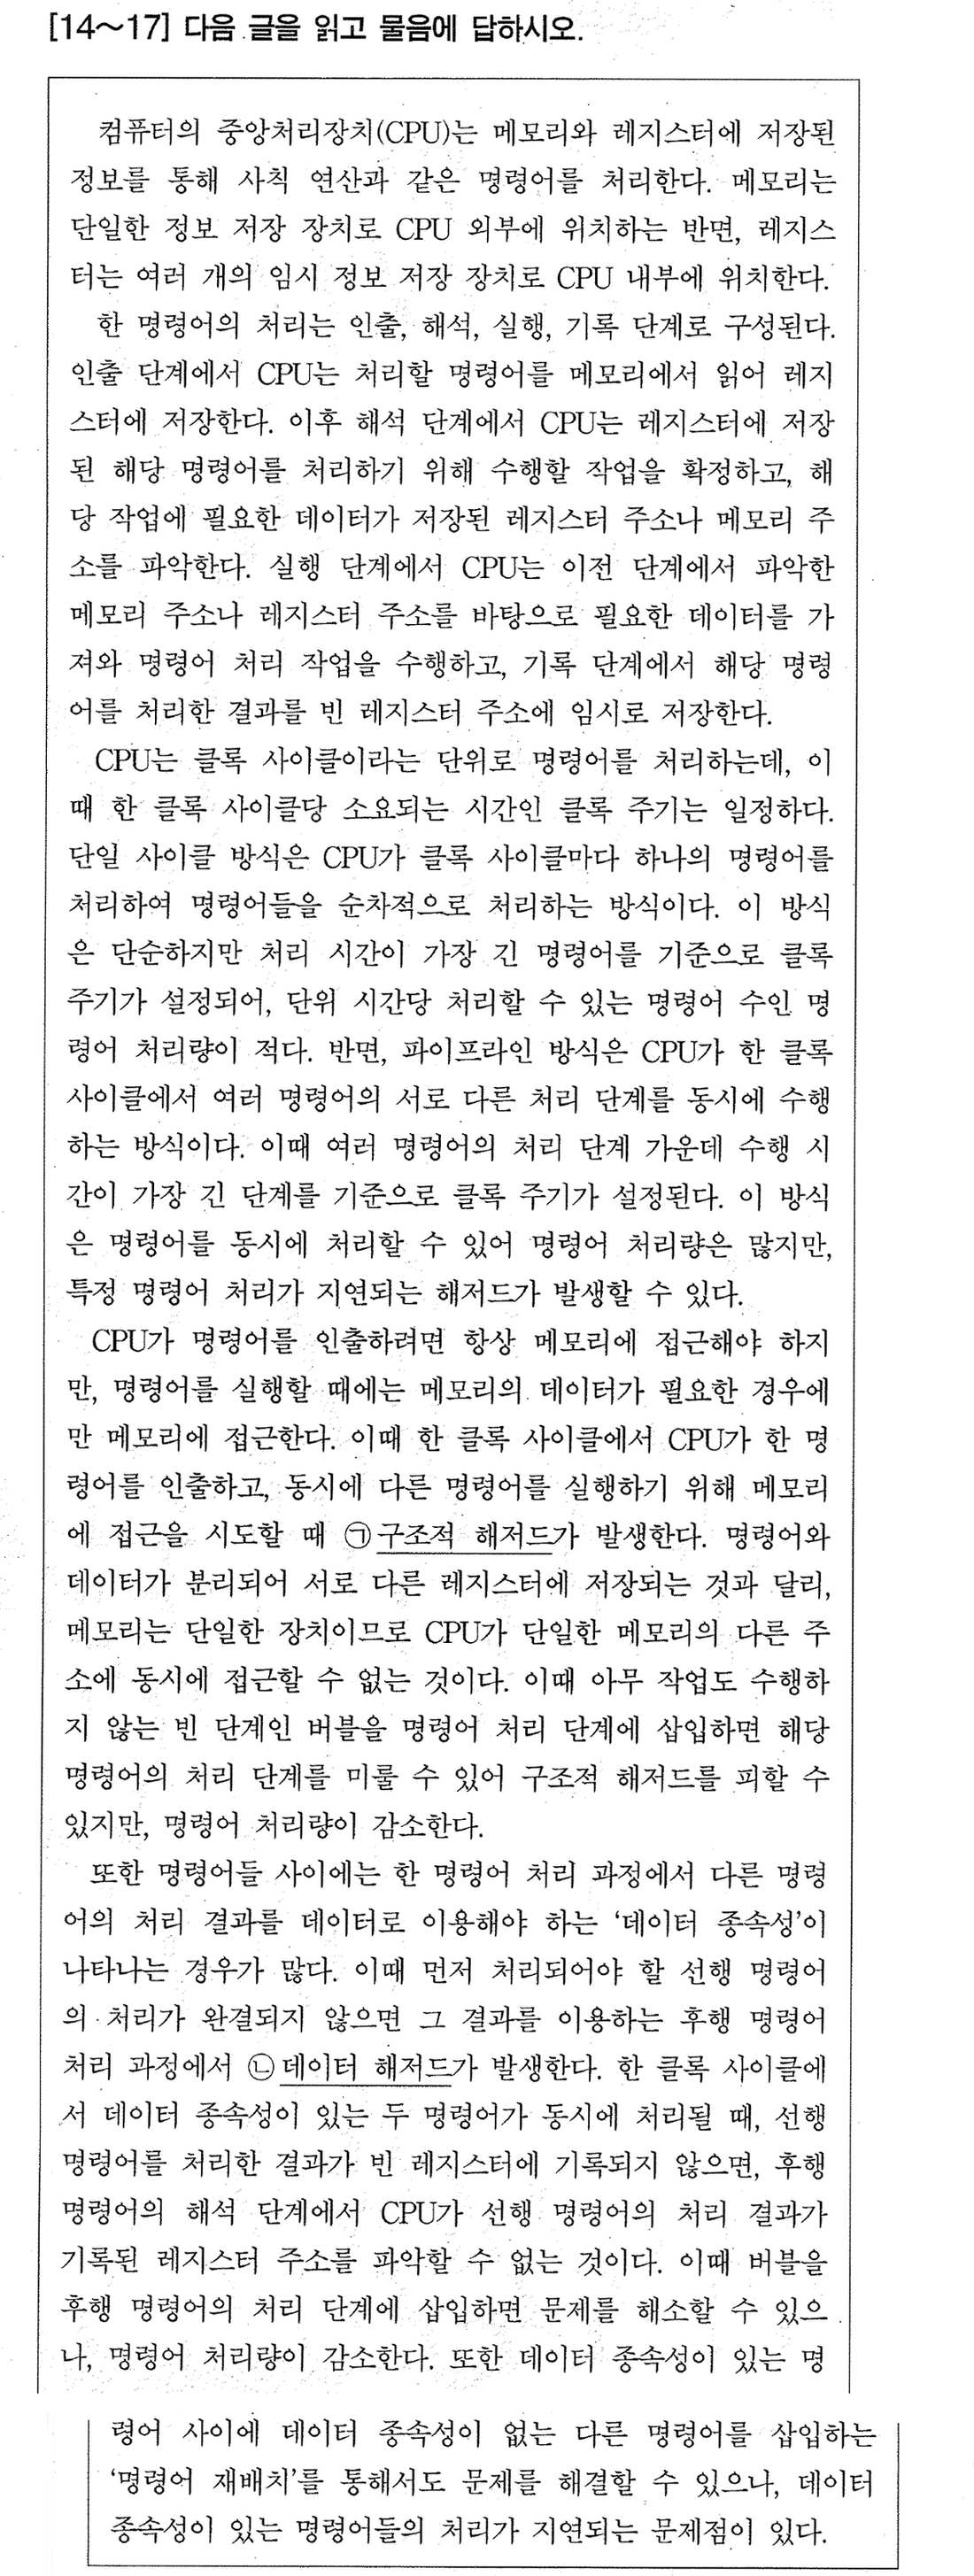 [14~17] 다음 글을 읽고 물음에 답하시오.
컴퓨터의 중앙처리장치(CPU)는 메모리와 레지스터에 저장된
정보를 통해 사칙 연산과 같은 명령어를 처리한다. 메모리는
단일한 정보 저장 장치로 CPU 외부에 위치하는 반면, 레지스
터는 여러 개의 임시 정보 저장 장치로 CPU 내부에 위치한다.
한 명령어의 처리는 인출, 해석, 실행, 기록 단계로 구성된다.
인출 단계에서 CPU는 처리할 명령어를 메모리에서 읽어 레지
스터에 저장한다. 이후 해석 단계에서 CPU는 레지스터에 저장
된 해당 명령어를 처리하기 위해 수행할 작업을 확정하고, 해
당 작업에 필요한 데이터가 저장된 레지스터 주소나 메모리 주
소를 파악한다. 실행 단계에서 CPU는 이전 단계에서 파악한
메모리 주소나 레지스터 주소를 바탕으로 필요한 데이터를 가
져와 명령어 처리 작업을 수행하고, 기록 단계에서 해당 명령
어를 처리한 결과를 빈 레지스터 주소에 임시로 저장한다.
CPU는 클록 사이클이라는 단위로 명령어를 처리하는데, 이
때 한 클록 사이클당 소요되는 시간인 클록 주기는 일정하다.
단일 사이클 방식은 CPU가 클록 사이클마다 하나의 명령어를
처리하여 명령어들을 순차적으로 처리하는 방식이다. 이 방식
은 단순하지만 처리 시간이 가장 긴 명령어를 기준으로 클록
주기가 설정되어, 단위 시간당 처리할 수 있는 명령어 수인 명
령어 처리량이 적다. 반면, 파이프라인 방식은 CPU가 한 클록
사이클에서 여러 명령어의 서로 다른 처리 단계를 동시에 수행
하는 방식이다. 이때 여러 명령어의 처리 단계 가운데 수행 시
간이 가장 긴 단계를 기준으로 클록 주기가 설정된다. 이 방식
은 명령어를 동시에 처리할 수 있어 명령어 처리량은 많지만,
특정 명령어 처리가 지연되는 해저드가 발생할 수 있다.
CPU가 명령어를 인출하려면 항상 메모리에 접근해야 하지
만, 명령어를 실행할 때에는 메모리의 데이터가 필요한 경우에
만 메모리에 접근한다. 이때 한 클록 사이클에서 CPU가 한 명
령어를 인출하고, 동시에 다른 명령어를 실행하기 위해 메모리
에 접근을 시도할 때 ㉠구조적 해저드가 발생한다. 명령어와
데이터가 분리되어 서로 다른 레지스터에 저장되는 것과 달리,
메모리는 단일한 장치이므로 CPU가 단일한 메모리의 다른 주
소에 동시에 접근할 수 없는 것이다. 이때 아무 작업도 수행하
지 않는 빈 단계인 버블을 명령어 처리 단계에 삽입하면 해당
명령어의 처리 단계를 미룰 수 있어 구조적 해저드를 피할 수
있지만, 명령어 처리량이 감소한다.
또한 명령어들 사이에는 한 명령어 처리 과정에서 다른 명령
어의 처리 결과를 데이터로 이용해야 하는 ‘데이터 종속성’이
나타나는 경우가 많다. 이때 먼저 처리되어야 할 선행 명령어
의 처리가 완결되지 않으면 그 결과를 이용하는 후행 명령어
처리 과정에서 ㉡데이터 해저드가 발생한다. 한 클록 사이클에
서 데이터 종속성이 있는 두 명령어가 동시에 처리될 때, 선행
명령어를 처리한 결과가 빈 레지스터에 기록되지 않으면, 후행
명령어의 해석 단계에서 CPU가 선행 명령어의 처리 결과가
기록된 레지스터 주소를 파악할 수 없는 것이다. 이때 버블을
후행 명령어의 처리 단계에 삽입하면 문제를 해소할 수 있으
나, 명령어 처리량이 감소한다. 또한 데이터 종속성이 있는 명
령어 사이에 데이터 종속성이 없는 다른 명령어를 삽입하는
‘명령어 재배치’를 통해서도 문제를 해결할 수 있으나, 데이터
종속성이 있는 명령어들의 처리가 지연되는 문제점이 있다.